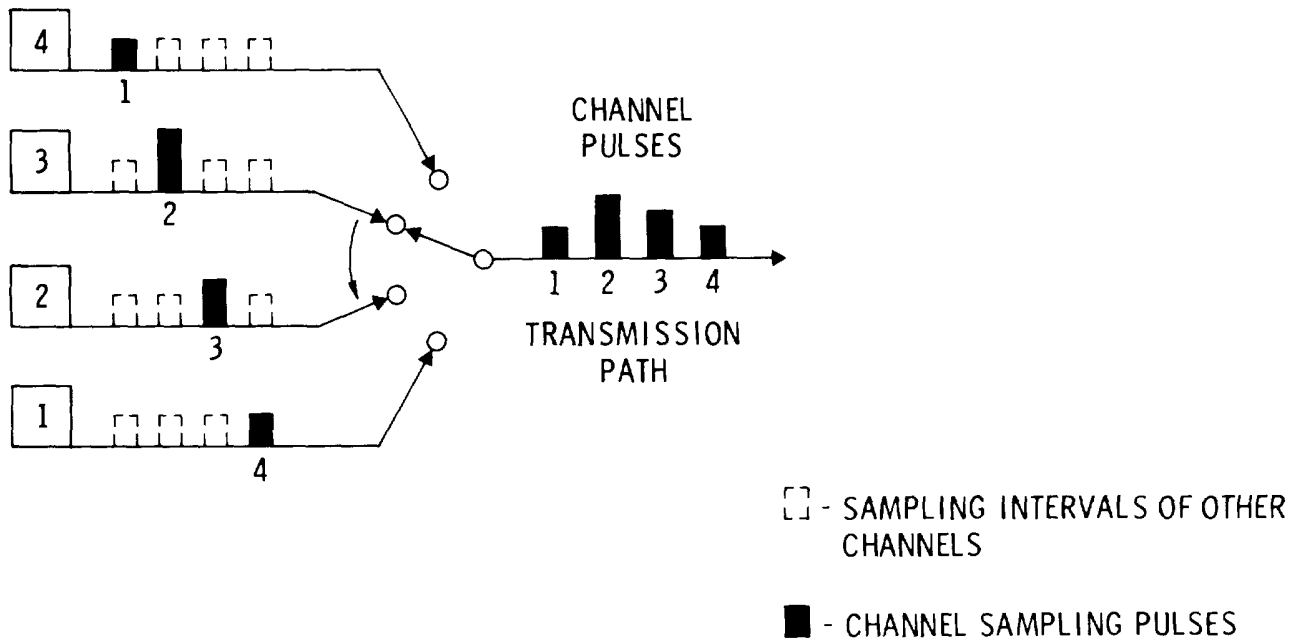 4
1
3
2
2
3
1
4
CHANNEL
PULSES
1 2 3 4
TRANSMISSION
PATH
- SAMPLING INTERVALS OF OTHER
CHANNELS
- CHANNEL SAMPLING PULSES